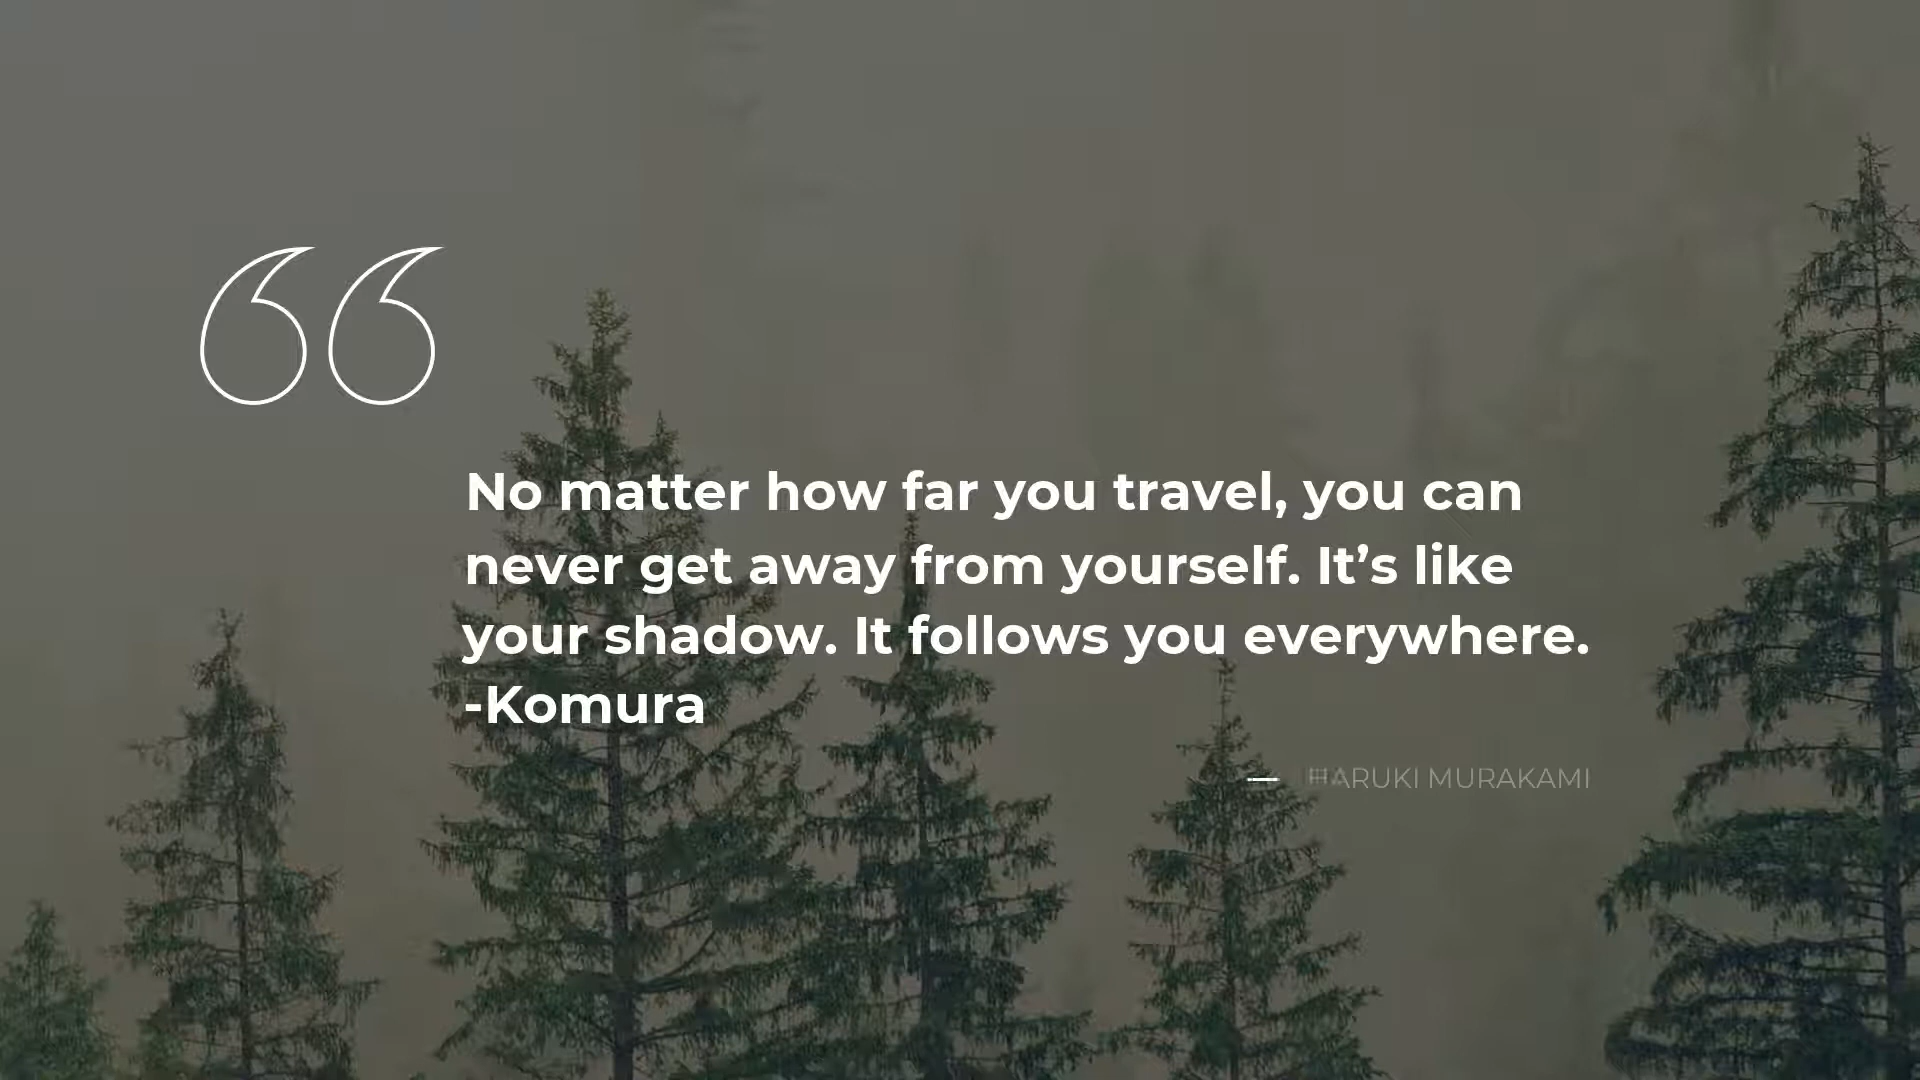 No matter how far you travel, you can
never get away from yourself. It’s like
your shadow. It follows you everywhere.
-Komura
— HARUKI MURAKAMI